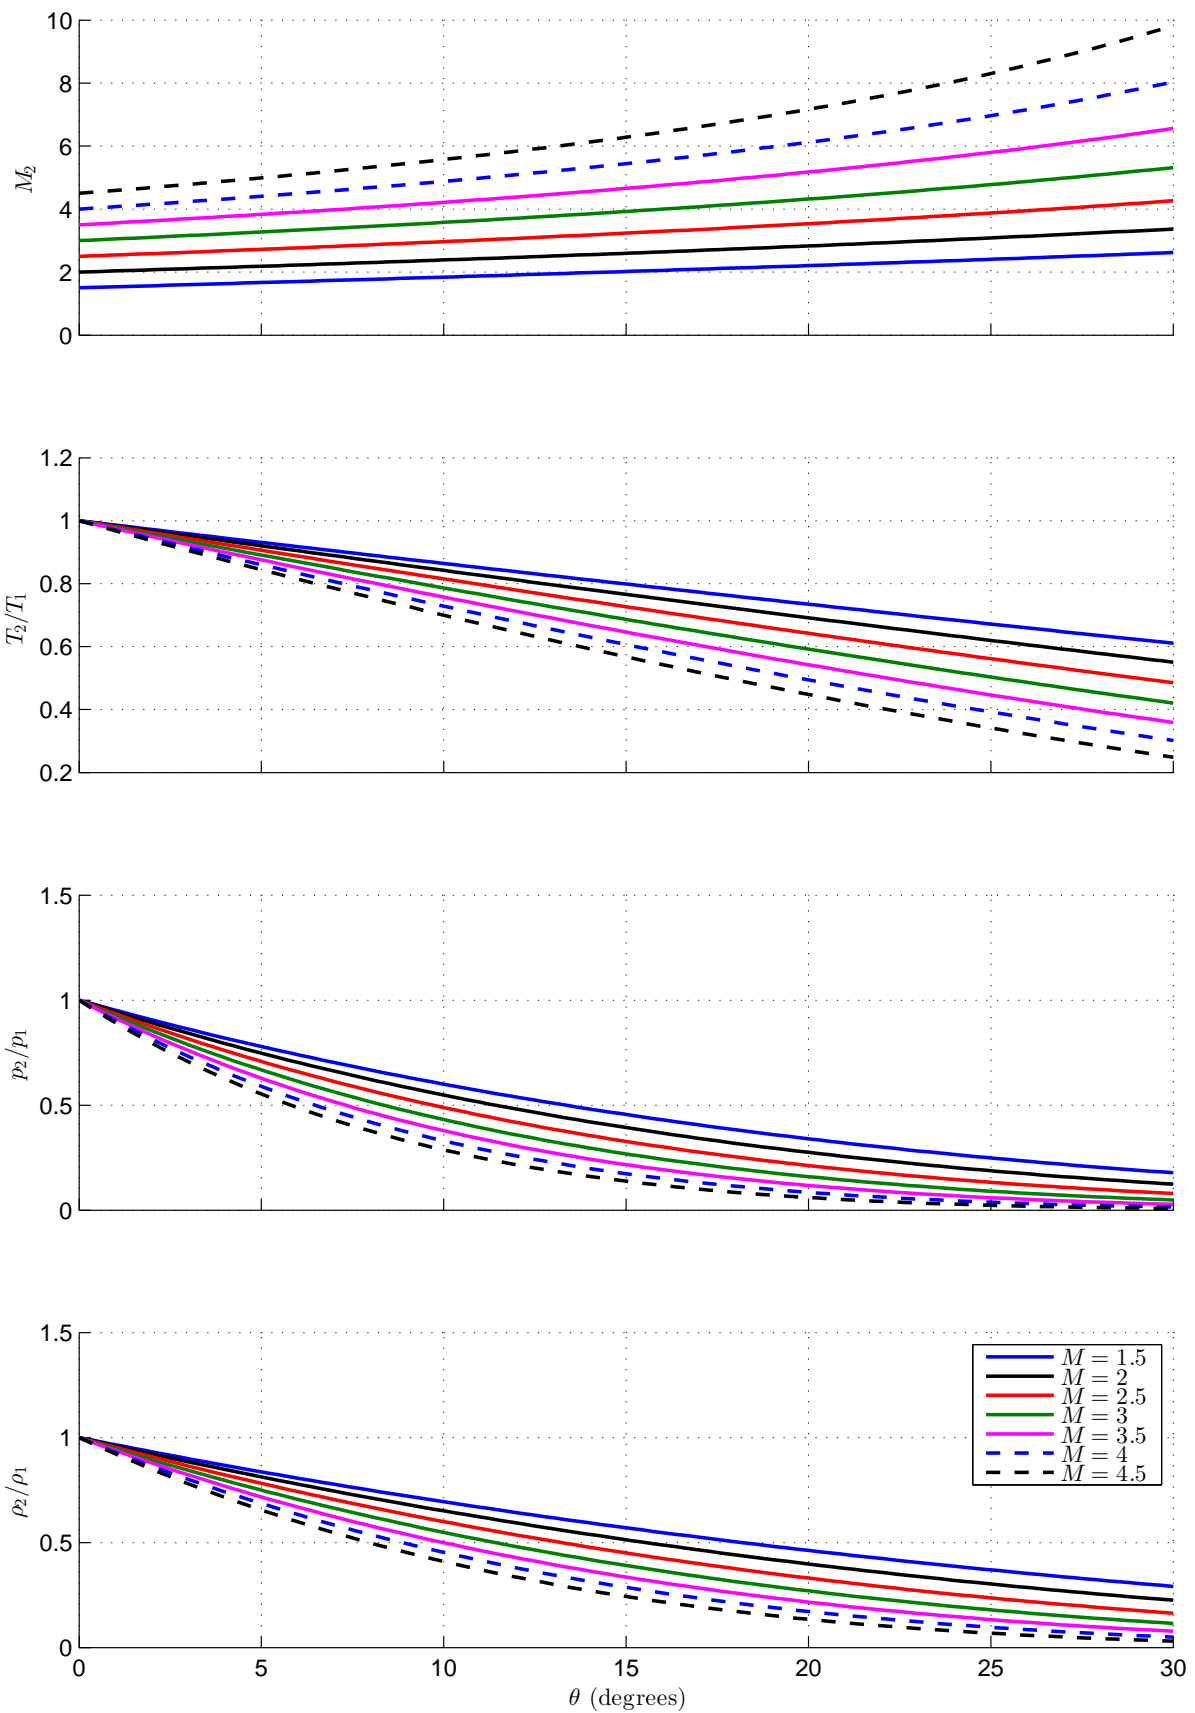 10
8
6
4
2
0
M₂
1.2
1
0.8
0.6
0.4
0.2
T₂/T₁
1.5
1
0.5
0
p₂/p₁
1.5
1
0.5
0
ρ₂/ρ₁
M = 1.5
M = 2
M = 2.5
M = 3
M = 3.5
M = 4
M = 4.5
0 5 10 15 20 25 30
θ (degrees)